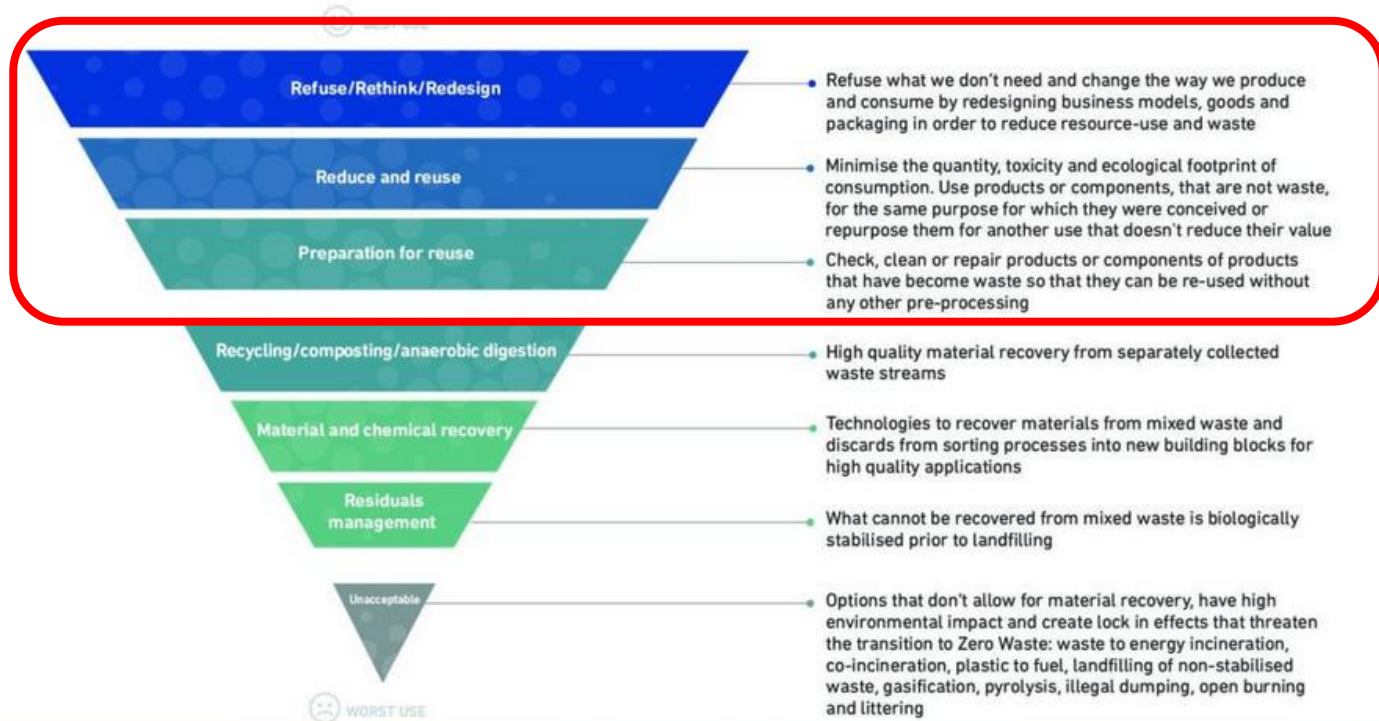 BEST USE
Refuse/Rethink/Redesign
Refuse what we don't need and change the way we produce
and consume by redesigning business models, goods and
packaging in order to reduce resource-use and waste
Reduce and reuse
Minimise the quantity, toxicity and ecological footprint of
consumption. Use products or components, that are not waste,
for the same purpose for which they were conceived or
repurpose them for another use that doesn't reduce their value
Preparation for reuse
Check, clean or repair products or components of products
that have become waste so that they can be re-used without
any other pre-processing
Recycling/composting/anaerobic digestion
High quality material recovery from separately collected
waste streams
Material and chemical recovery
Technologies to recover materials from mixed waste and
discards from sorting processes into new building blocks for
high quality applications
Residuals
management
What cannot be recovered from mixed waste is biologically
stabilised prior to landfilling
Unacceptable
Options that don't allow for material recovery, have high
environmental impact and create lock in effects that threaten
the transition to Zero Waste: waste to energy incineration,
co-incineration, plastic to fuel, landfilling of non-stabilised
waste, gasification, pyrolysis, illegal dumping, open burning
and littering
WORST USE